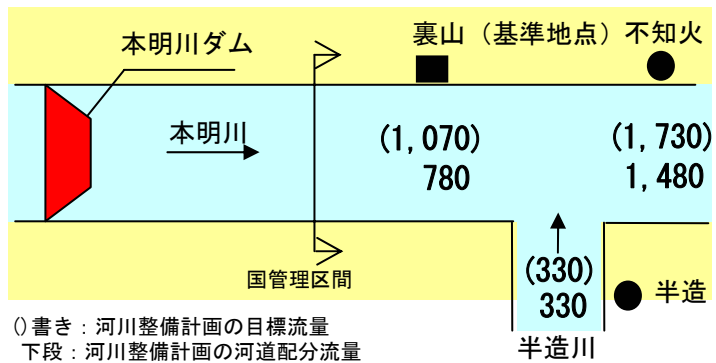 本明川ダム
裏山（基準地点）不知火
本明川
(1,070)
780
(1,730)
1,480
国管理区間
(330)
330
半造
半造川
()書き：河川整備計画の目標流量
下段：河川整備計画の河道配分流量